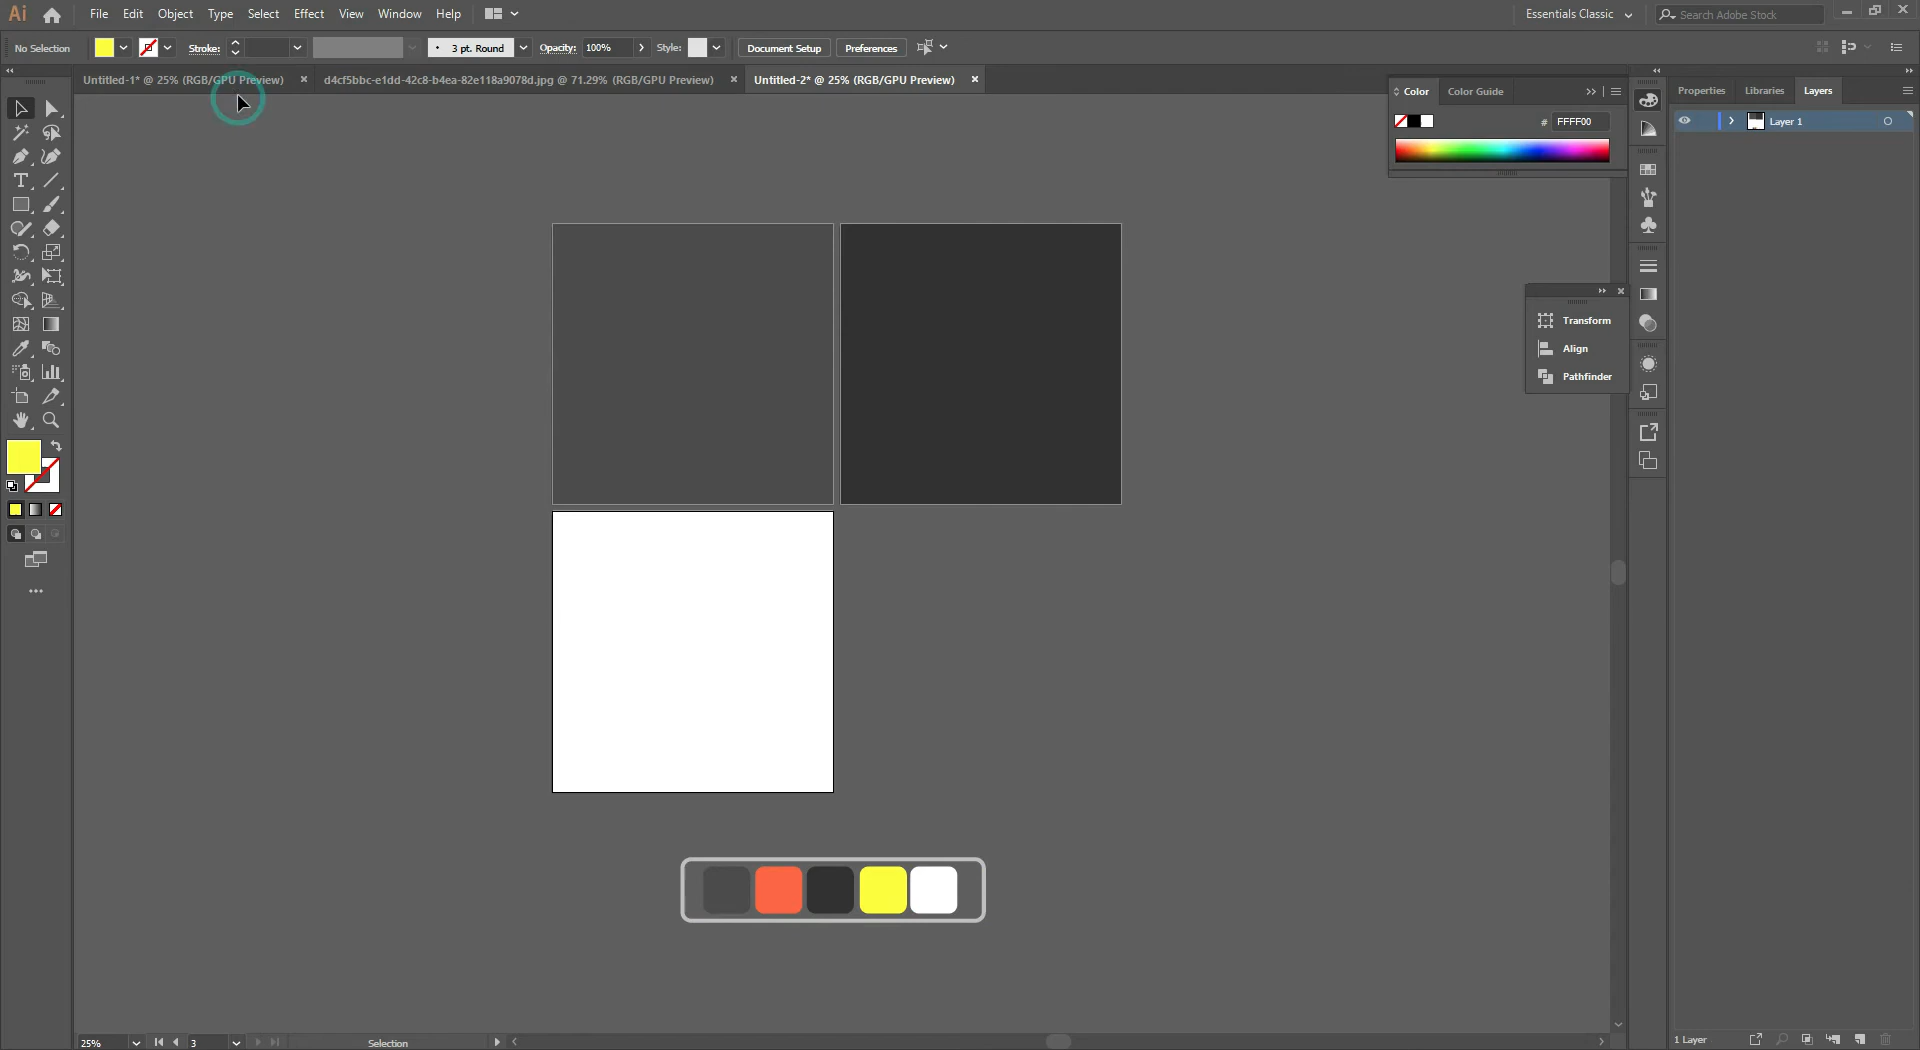 Ai File Edit Object Type Select Effect View Window Help Essentials Classic Search Adobe Stock
No Selection Stroke: 3 pt. Round Opacity: 100% Style: Document Setup Preferences
Untitled-1* @ 25% (RGB/GPU Preview) d4cf5bbc-e1dd-42c8-b4ea-82e118a9078d.jpg @ 71.29% (RGB/GPU Preview) Untitled-2* @ 25% (RGB/GPU Preview)
Color Color Guide Properties Libraries Layers
# FFFF00 Layer 1
Transform
Align
Pathfinder
25% 3 Selection 1 Layer